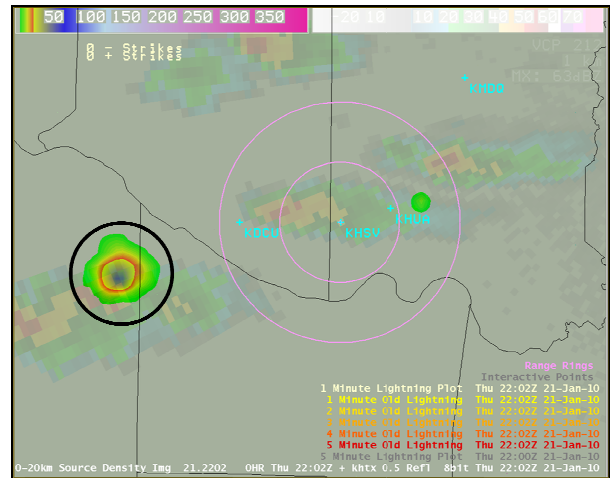 50 100 150 200 250 300 350 -20 10 10 20 30 40 50 60 70
VCP 212
0 - Strikes
0 + Strikes
MX: 63dBZ
KMDQ
KHUA
KDCU KHSV
Range Rings
Interactive Points
1 Minute Lightning Plot Thu 22:02Z 21-Jan-10
1 Minute Old Lightning Thu 22:02Z 21-Jan-10
2 Minute Old Lightning Thu 22:02Z 21-Jan-10
3 Minute Old Lightning Thu 22:02Z 21-Jan-10
4 Minute Old Lightning Thu 22:02Z 21-Jan-10
5 Minute Old Lightning Thu 22:02Z 21-Jan-10
5 Minute Lightning Plot Thu 22:00Z 21-Jan-10
0-20km Source Density Img 21.2202 OHR Thu 22:02Z + khtx 0.5 Refl 8bit Thu 22:02Z 21-Jan-10